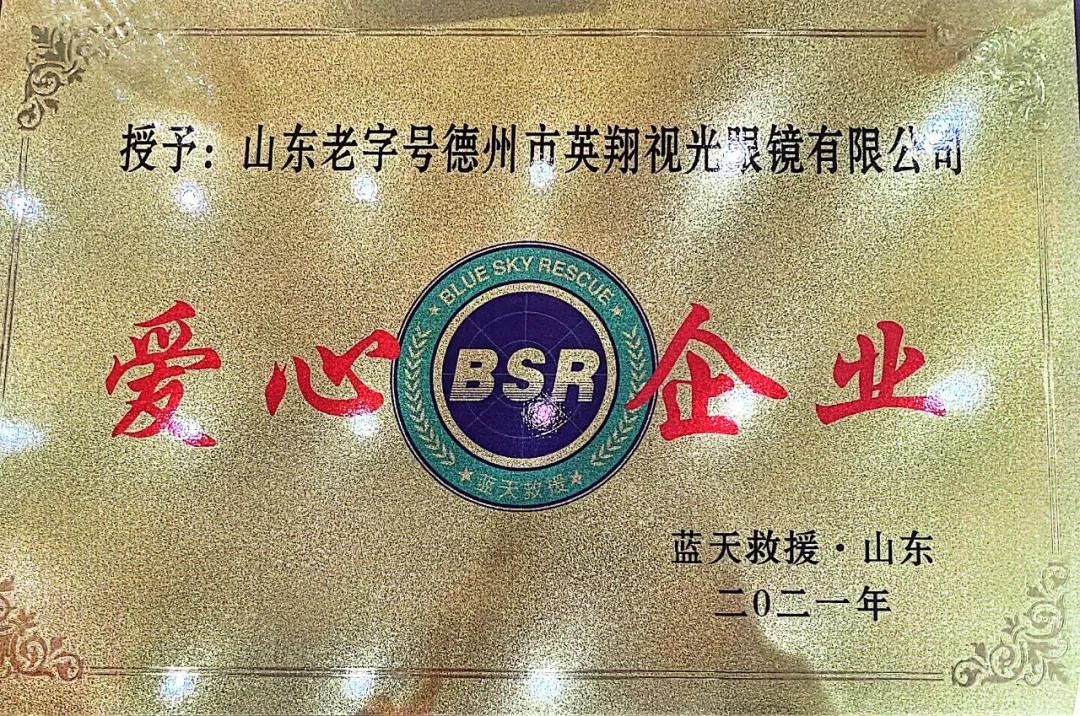 授予：山东老字号德州市英翔视光眼镜有限公司
BLUE SKY RESCUE
爱心 BSR 企业
蓝天救援
蓝天救援·山东
二〇二一年